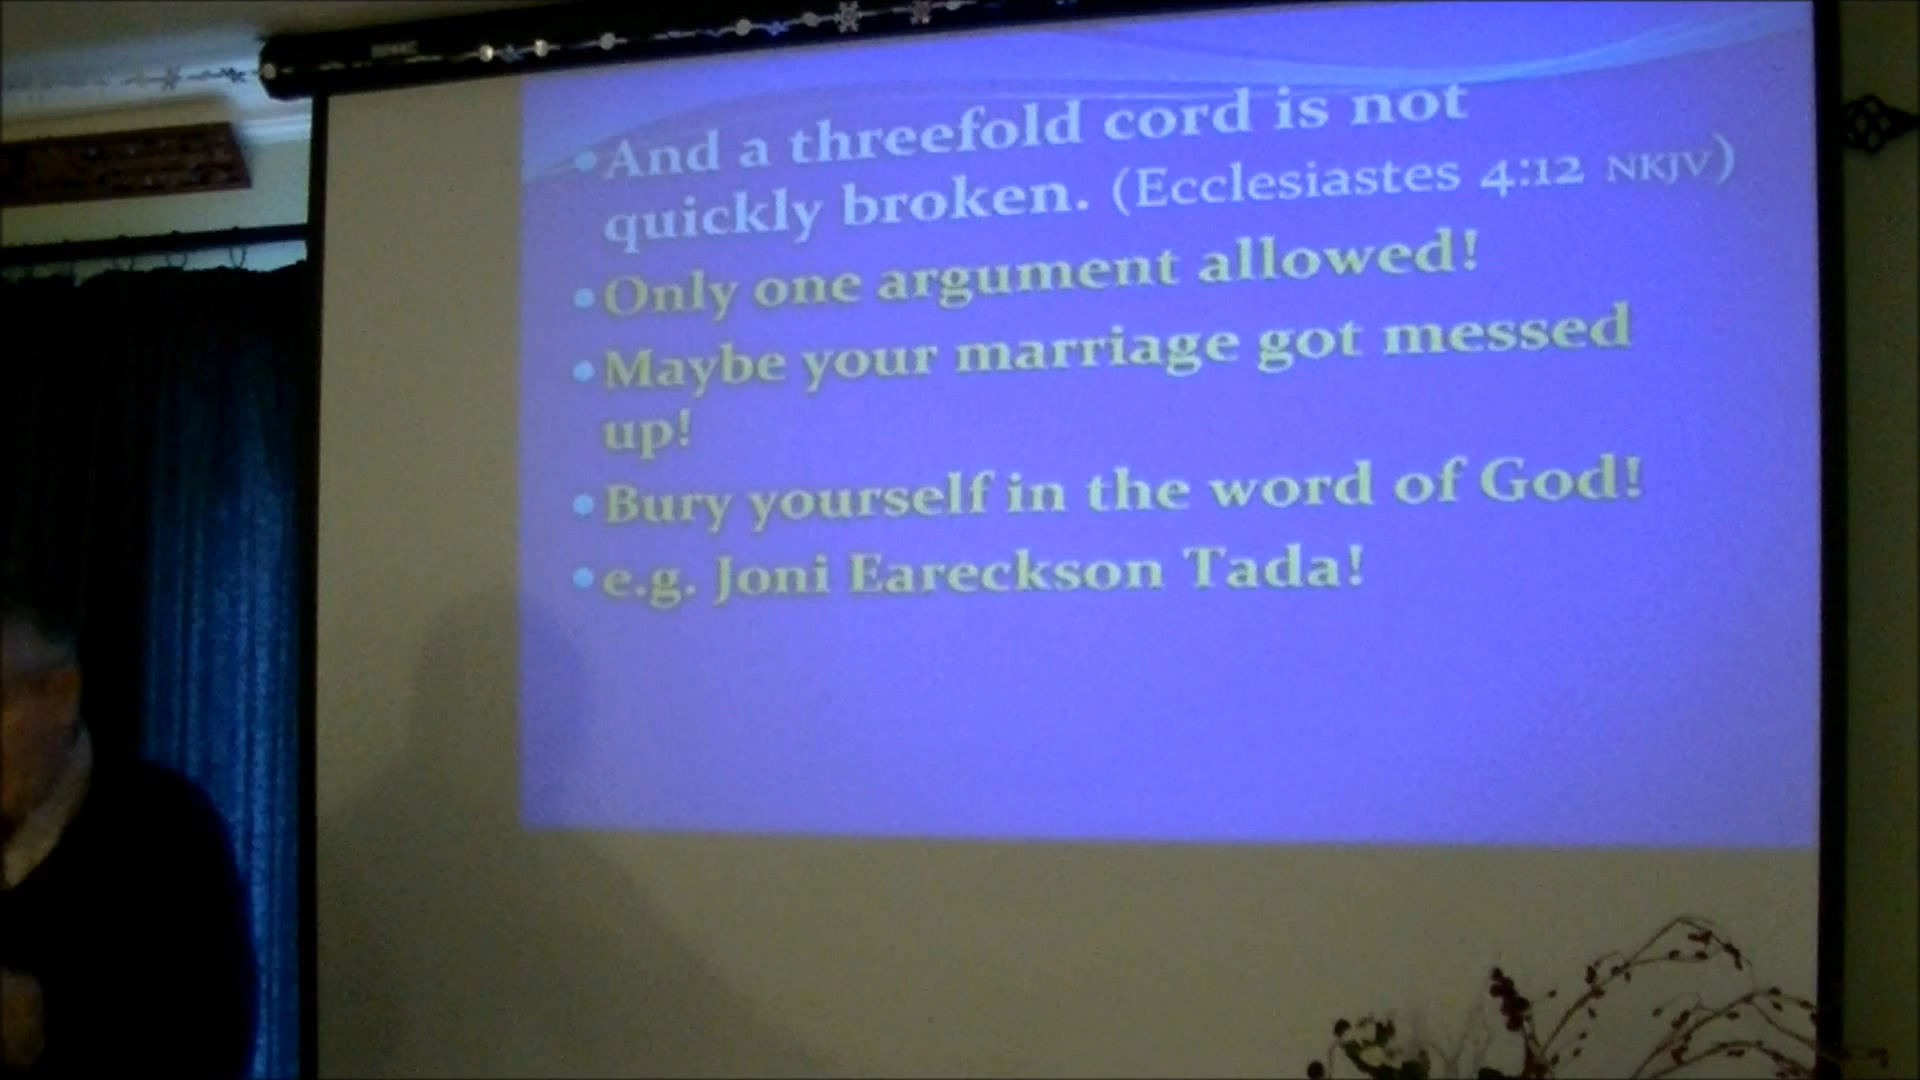 •And a threefold cord is not
quickly broken. (Ecclesiastes 4:12 NKJV)
•Only one argument allowed!
•Maybe your marriage got messed
up!
•Bury yourself in the word of God!
•e.g. Joni Eareckson Tada!